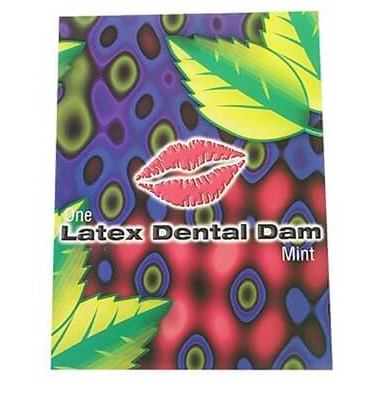 One
Latex Dental Dam
Mint